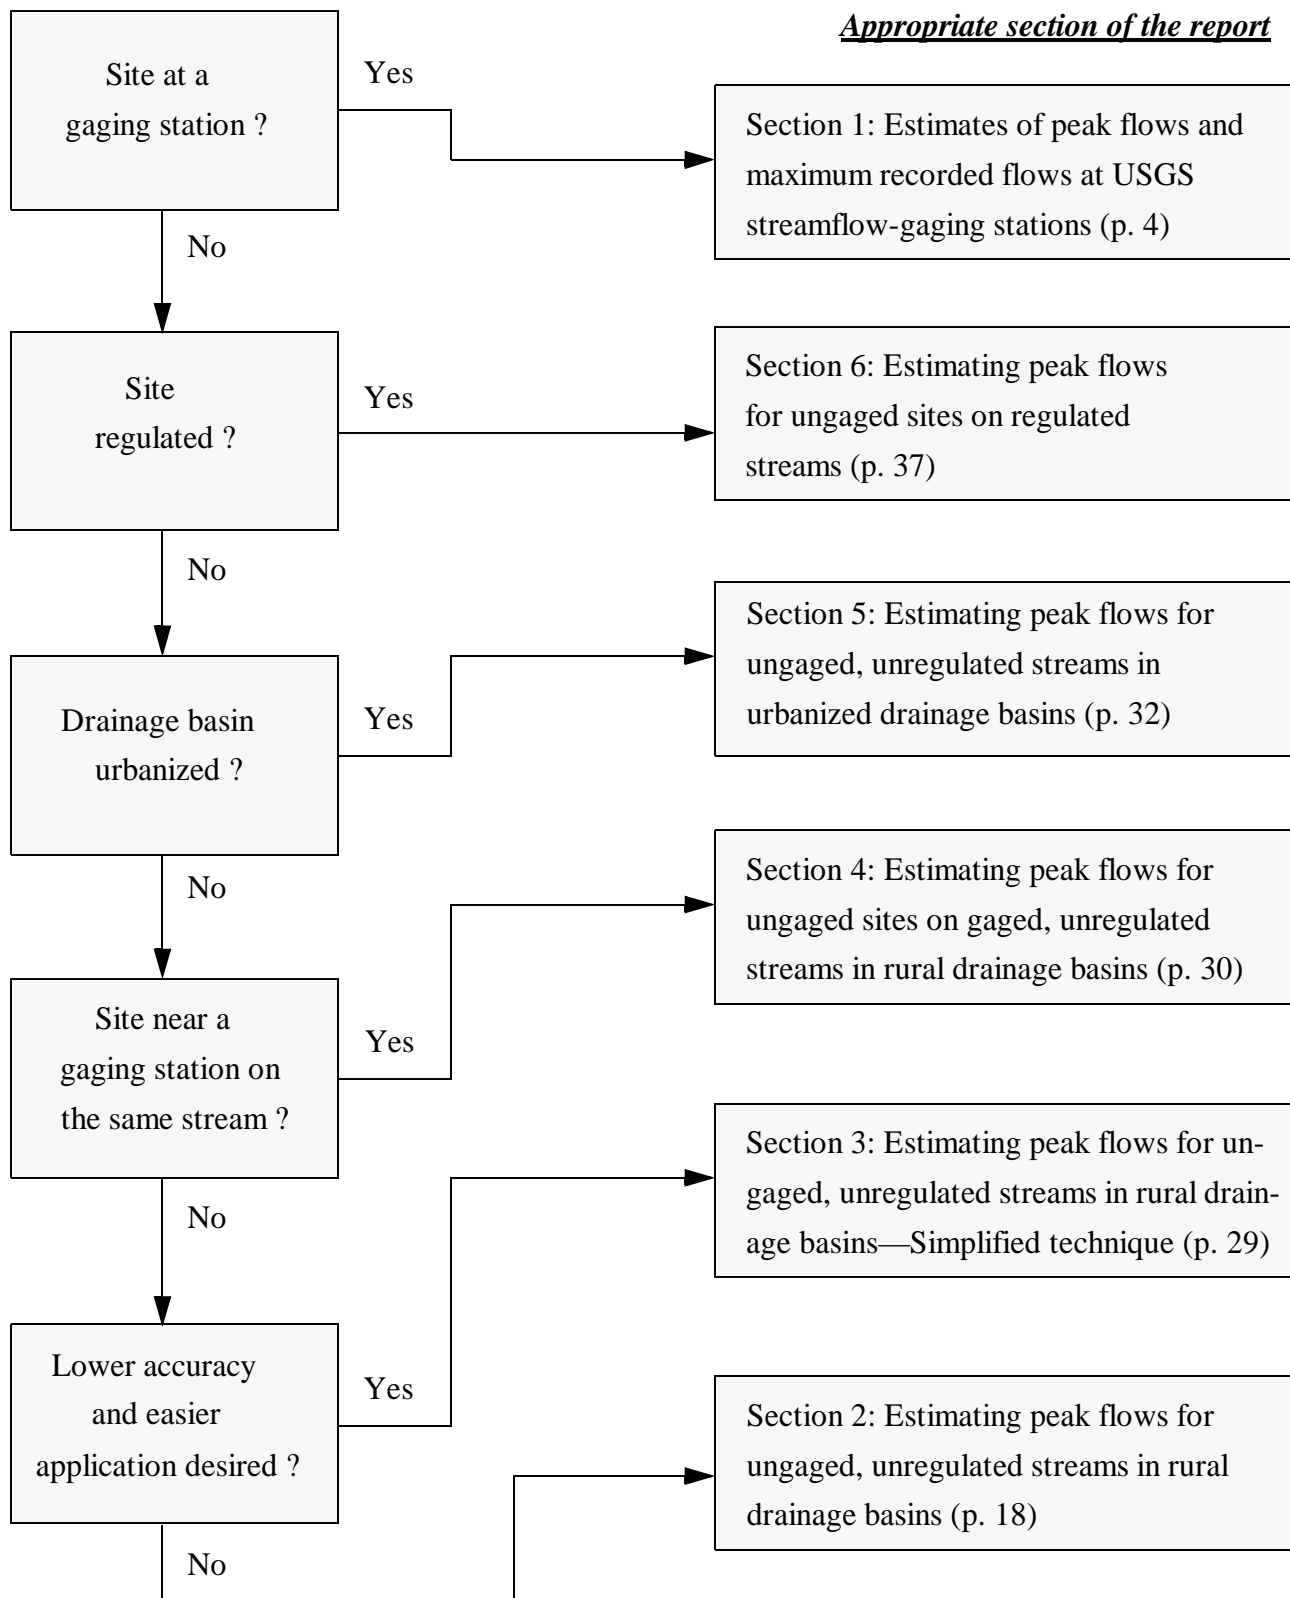 Appropriate section of the report
Site at a
gaging station ?
Yes
Section 1: Estimates of peak flows and
maximum recorded flows at USGS
streamflow-gaging stations (p. 4)
No
Site
regulated ?
Yes
Section 6: Estimating peak flows
for ungaged sites on regulated
streams (p. 37)
No
Drainage basin
urbanized ?
Yes
Section 5: Estimating peak flows for
ungaged, unregulated streams in
urbanized drainage basins (p. 32)
No
Site near a
gaging station on
the same stream ?
Yes
Section 4: Estimating peak flows for
ungaged sites on gaged, unregulated
streams in rural drainage basins (p. 30)
No
Lower accuracy
and easier
application desired ?
Yes
Section 3: Estimating peak flows for un-
gaged, unregulated streams in rural drain-
age basins—Simplified technique (p. 29)
No
Section 2: Estimating peak flows for
ungaged, unregulated streams in rural
drainage basins (p. 18)